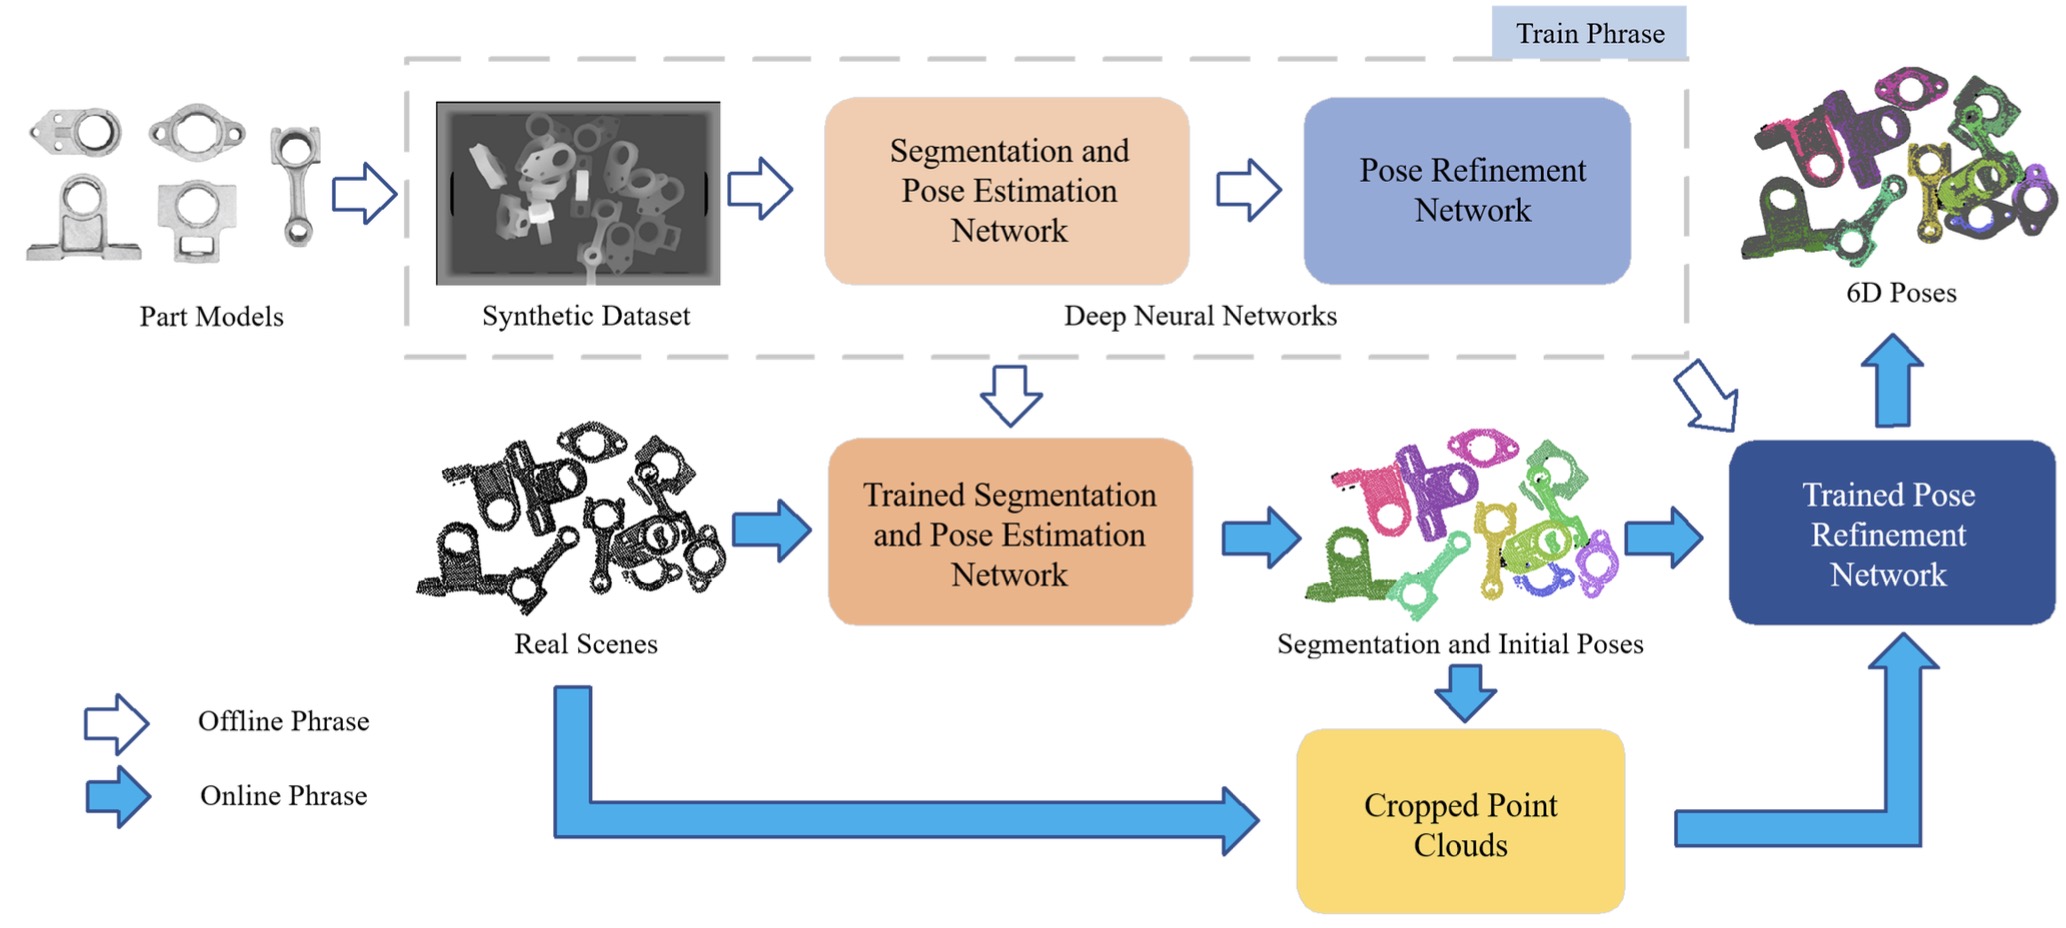 Train Phrase
Segmentation and
Pose Estimation
Network
Pose Refinement
Network
Part Models
Synthetic Dataset
Deep Neural Networks
6D Poses
Trained Segmentation
and Pose Estimation
Network
Trained Pose
Refinement
Network
Real Scenes
Segmentation and Initial Poses
Offline Phrase
Online Phrase
Cropped Point
Clouds